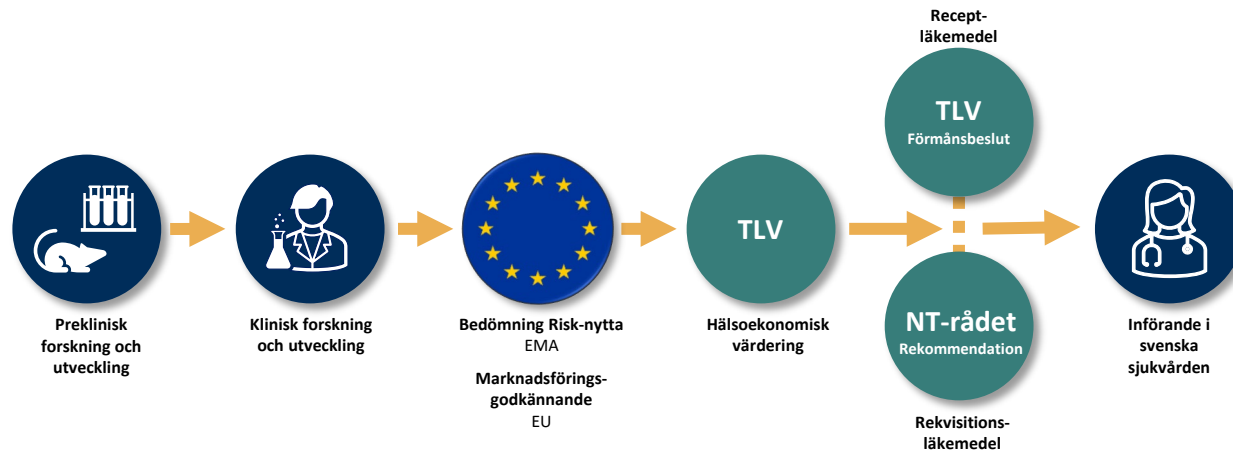 Preklinisk
forskning och
utveckling
Klinisk forskning
och utveckling
Bedömning Risk-nytta
EMA
Marknadsförings-
godkännande
EU
TLV
Hälsoekonomisk
värdering
Recept-
läkemedel
TLV
Förmånsbeslut
NT-rådet
Rekommendation
Rekvisitions-
läkemedel
Införande i
svenska
sjukvården